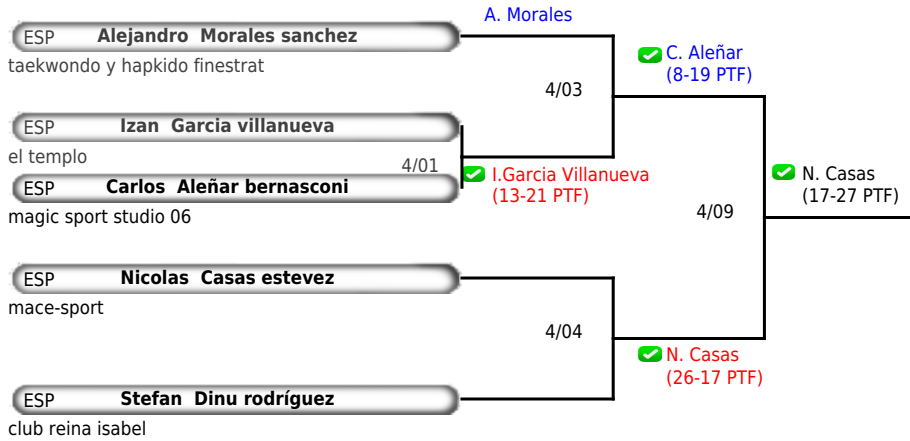 A. Morales
ESP Alejandro Morales sanchez
taekwondo y hapkido finestrat
C. Aleñar
(8-19 PTF)
4/03
ESP Izan Garcia villanueva
el templo
4/01
I.Garcia Villanueva
(13-21 PTF)
ESP Carlos Aleñar bernasconi
magic sport studio 06
N. Casas
(17-27 PTF)
4/09
ESP Nicolas Casas estevez
mace-sport
4/04
N. Casas
(26-17 PTF)
ESP Stefan Dinu rodríguez
club reina isabel